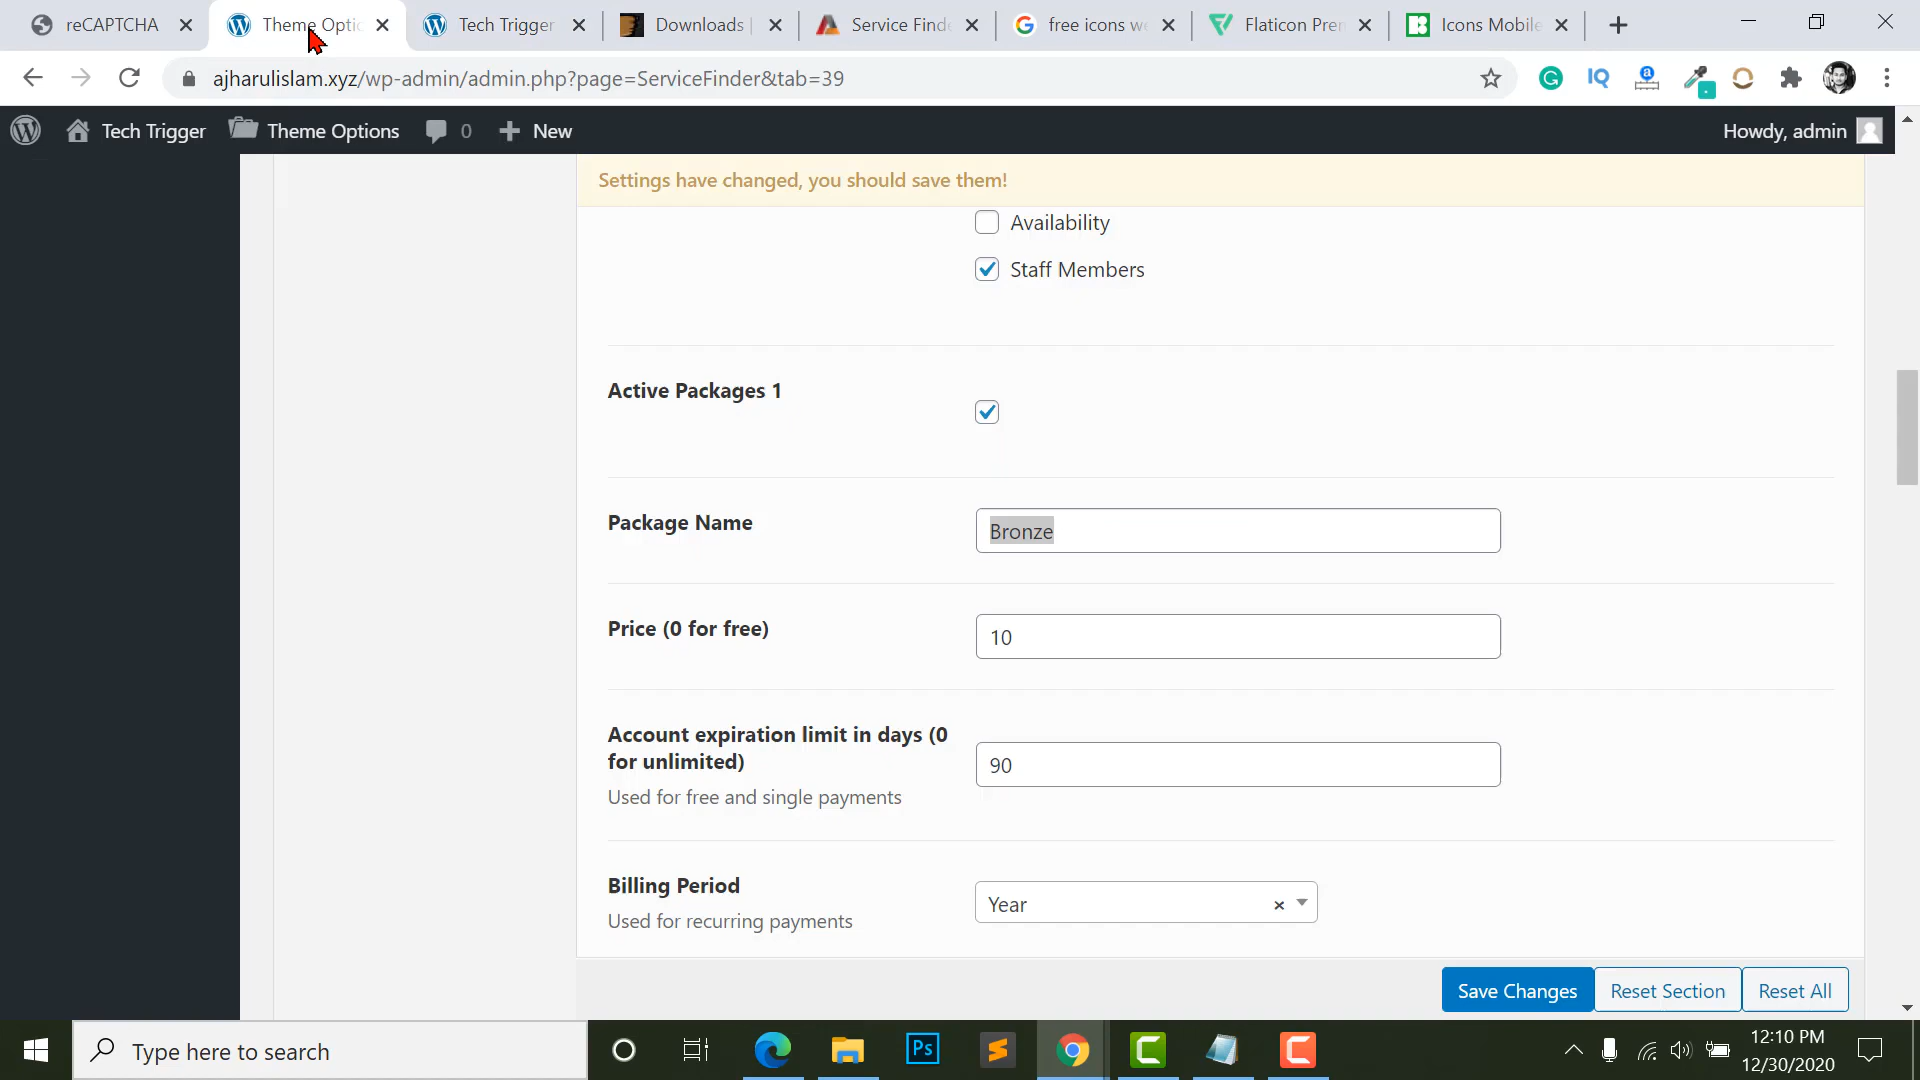 reCAPTCHA
Theme Optic
Tech Trigger
Downloads |
Service Find
free icons we
Flaticon Prem
Icons Mobile
ajharulislam.xyz/wp-admin/admin.php?page=ServiceFinder&tab=39
Tech Trigger
Theme Options
0
New
Howdy, admin
Settings have changed, you should save them!
Availability
Staff Members
Active Packages 1
Package Name
Bronze
Price (0 for free)
10
Account expiration limit in days (0
for unlimited)
90
Used for free and single payments
Billing Period
Year
Used for recurring payments
Save Changes
Reset Section
Reset All
Type here to search
12:10 PM
12/30/2020